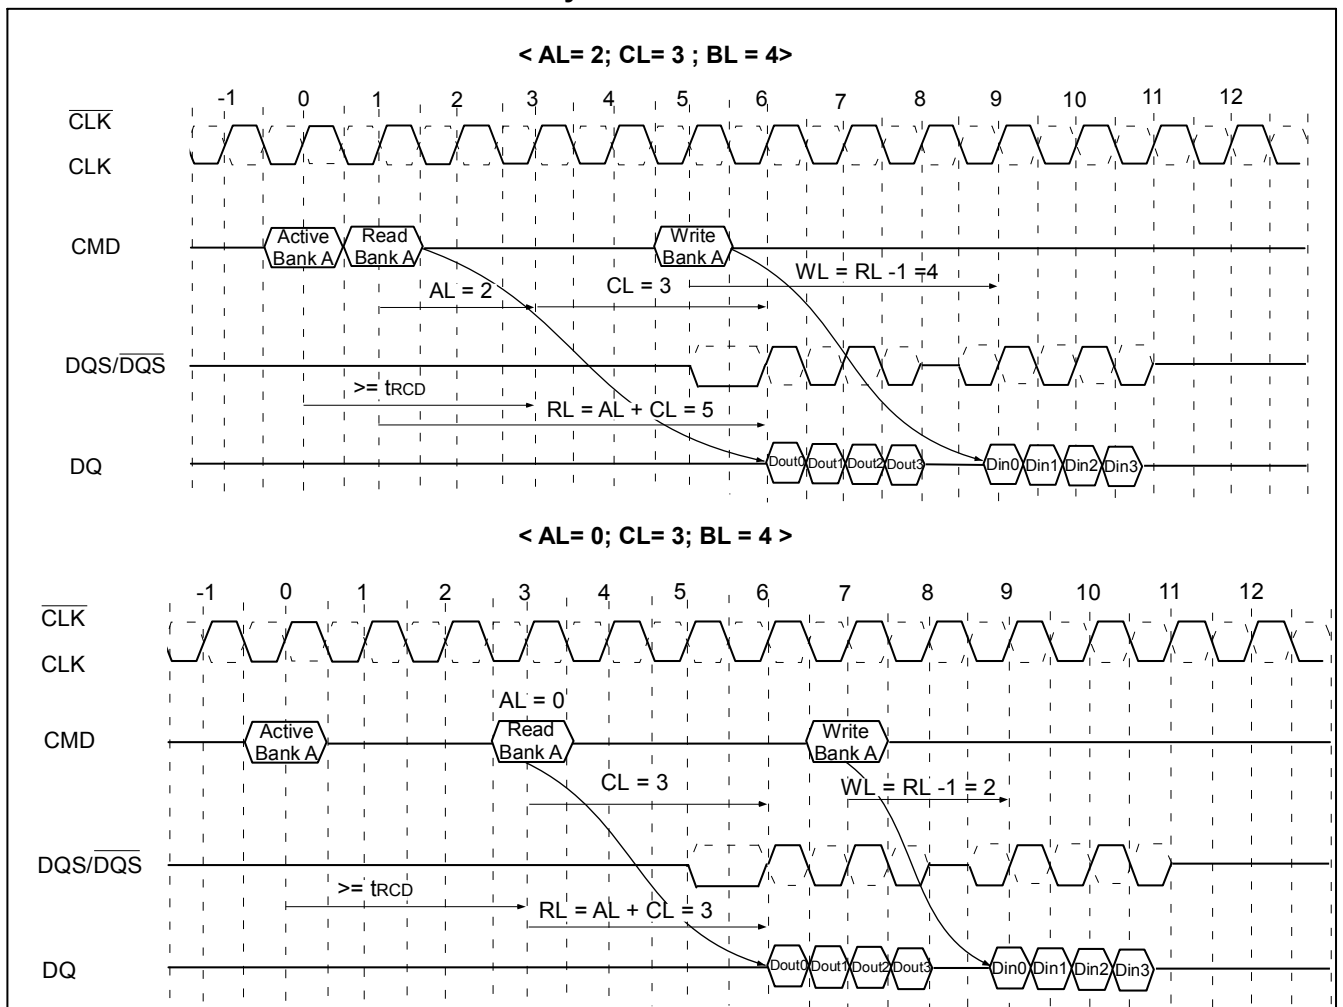 < AL= 2; CL= 3 ; BL = 4>
-1 0 1 2 3 4 5 6 7 8 9 10 11 12
CLK
CLK
CMD
Active Bank A
Read Bank A
Write Bank A
WL = RL -1 =4
AL = 2
CL = 3
DQS/DQS
>= tRCD
RL = AL + CL = 5
DQ
Dout0 Dout1 Dout2 Dout3
Din0 Din1 Din2 Din3
< AL= 0; CL= 3; BL = 4 >
-1 0 1 2 3 4 5 6 7 8 9 10 11 12
CLK
CLK
AL = 0
CMD
Active Bank A
Read Bank A
Write Bank A
CL = 3
WL = RL -1 = 2
DQS/DQS
>= tRCD
RL = AL + CL = 3
DQ
Dout0 Dout1 Dout2 Dout3
Din0 Din1 Din2 Din3